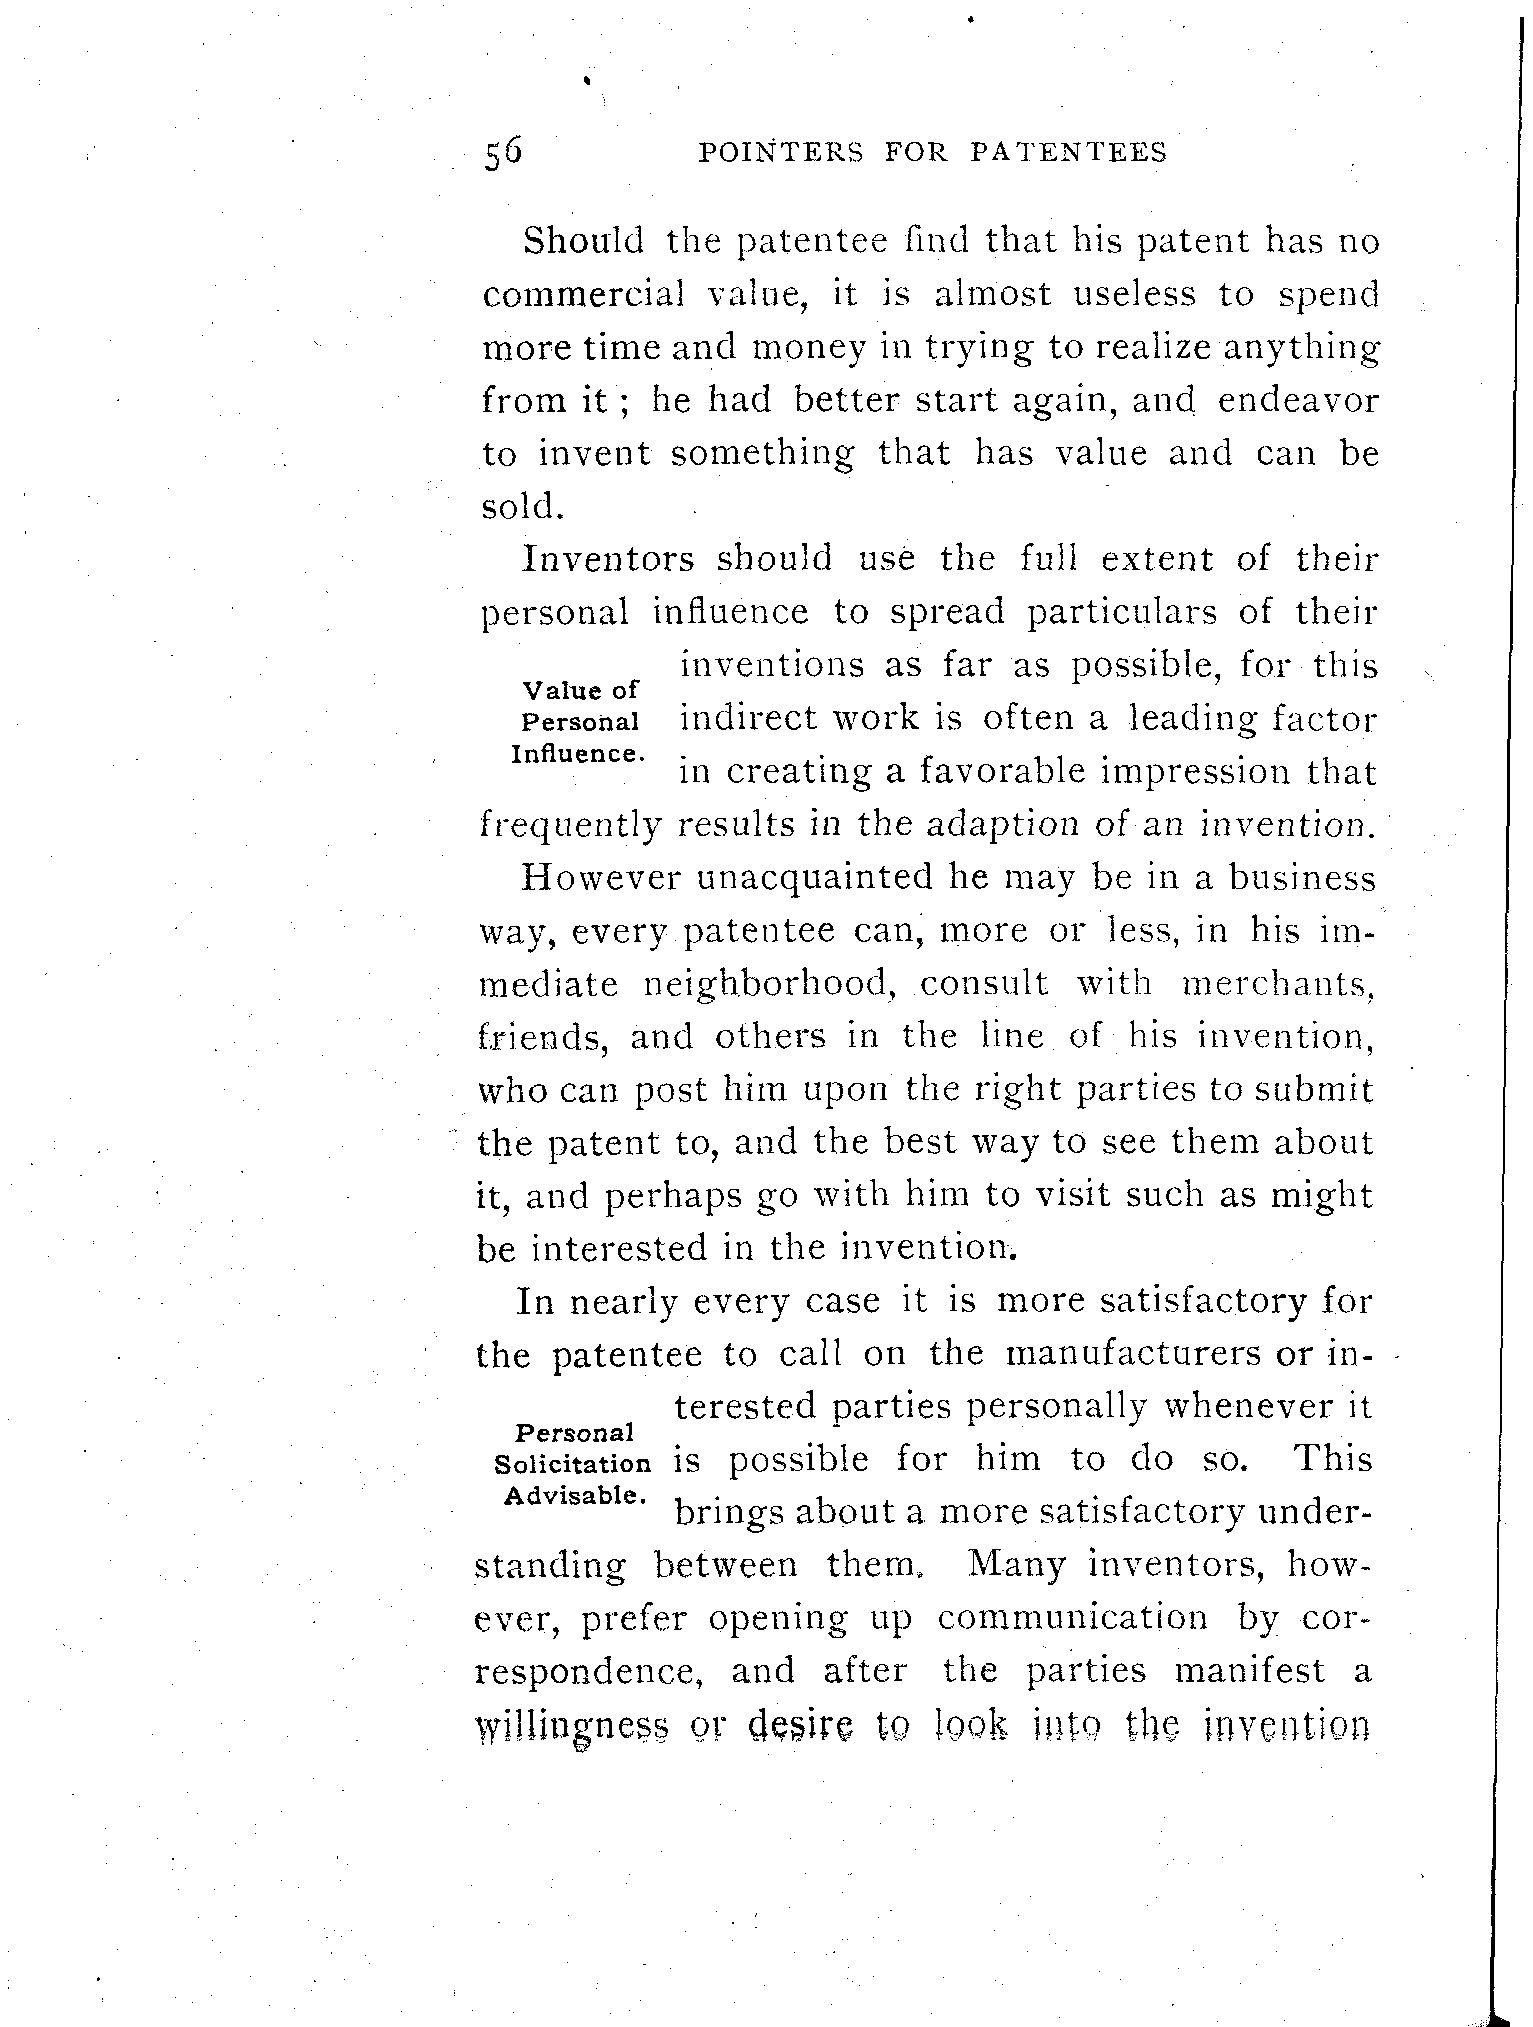 56 POINTERS FOR PATENTEES
Should the patentee find that his patent has no
commercial value, it is almost useless to spend
more time and money in trying to realize anything
from it ; he had better start again, and endeavor
to invent something that has value and can be
sold.
Inventors should use the full extent of their
personal influence to spread particulars of their
Value of
Personal
Influence.
inventions as far as possible, for this
indirect work is often a leading factor
in creating a favorable impression that
frequently results in the adaption of an invention.
However unacquainted he may be in a business
way, every patentee can, more or less, in his im-
mediate neighborhood, consult with merchants,
friends, and others in the line of his invention,
who can post him upon the right parties to submit
the patent to, and the best way to see them about
it, and perhaps go with him to visit such as might
be interested in the invention.
In nearly every case it is more satisfactory for
the patentee to call on the manufacturers or in-
Personal
Solicitation
Advisable.
terested parties personally whenever it
is possible for him to do so. This
brings about a more satisfactory under-
standing between them. Many inventors, how-
ever, prefer opening up communication by cor-
respondence, and after the parties manifest a
willingness or desire to look into the invention